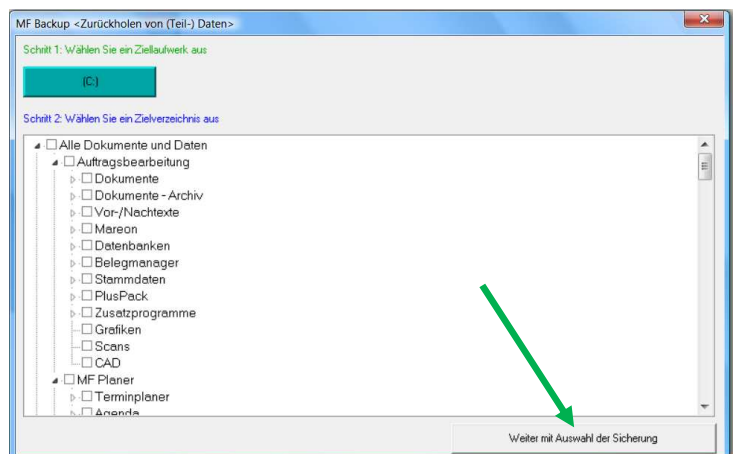 MF Backup <Zurückholen von (Teil-) Daten>
Schritt 1: Wählen Sie ein Ziellaufwerk aus
(C:)
Schritt 2: Wählen Sie ein Zielverzeichnis aus
Alle Dokumente und Daten
Auftragsbearbeitung
Dokumente
Dokumente - Archiv
Vor-/Nachtexte
Mareon
Datenbanken
Belegmanager
Stammdaten
PlusPack
Zusatzprogramme
Grafiken
Scans
CAD
MF Planer
Terminplaner
Agenda
Weiter mit Auswahl der Sicherung